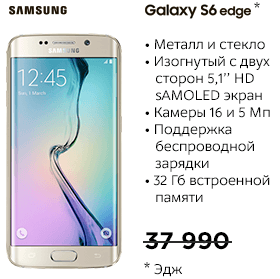 SAMSUNG
Galaxy S6 edge *
• Металл и стекло
• Изогнутый с двух
сторон 5,1’’ HD
sAMOLED экран
• Камеры 16 и 5 Мп
• Поддержка
беспроводной
зарядки
• 32 Гб встроенной
памяти
37 990
* Эдж
12:45